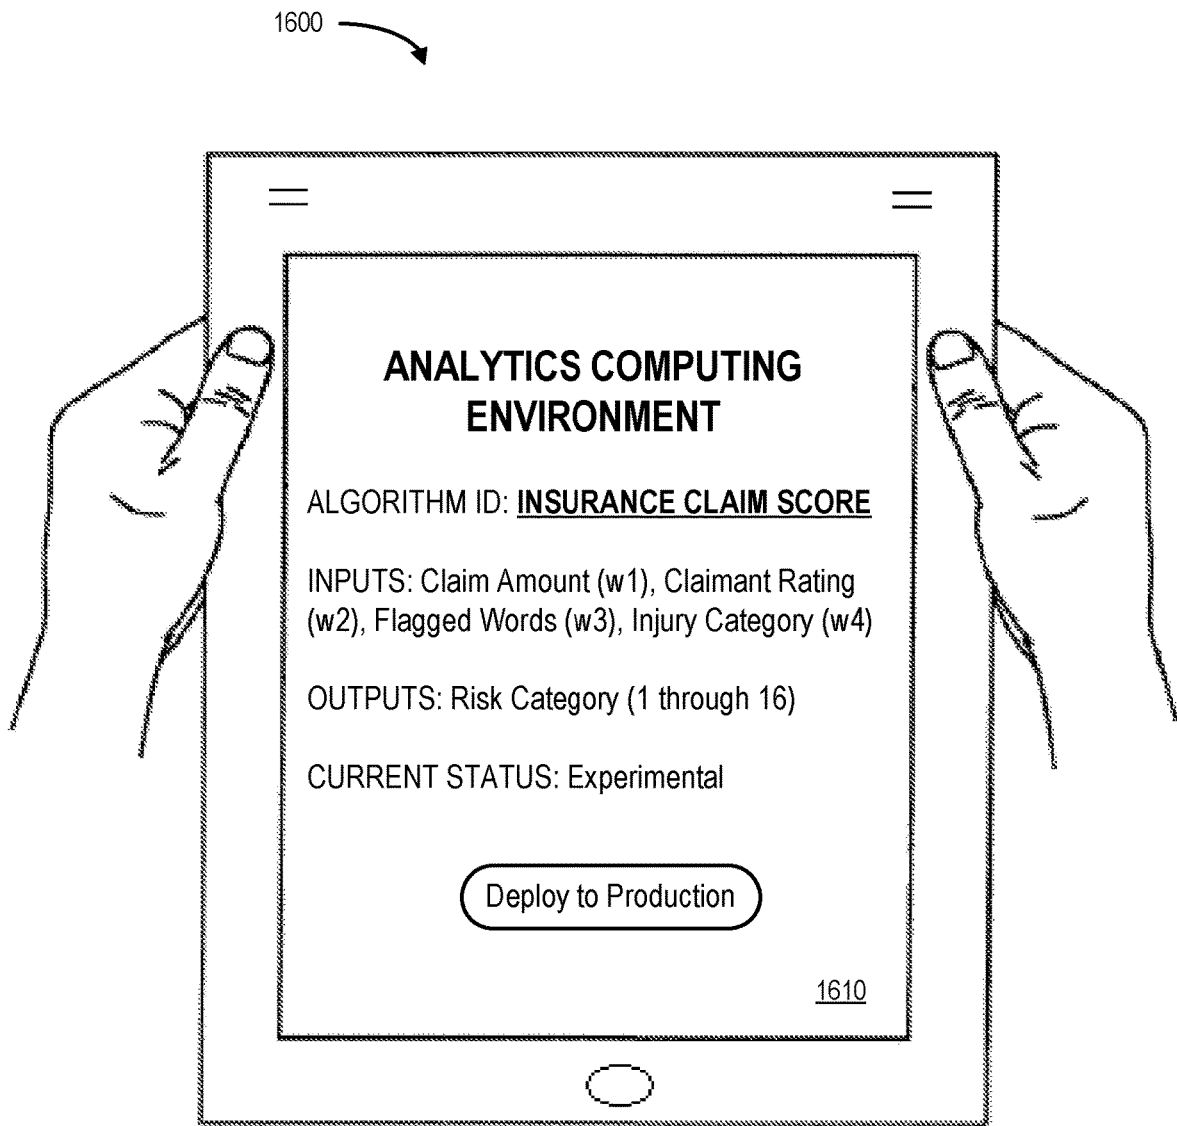 1600
ANALYTICS COMPUTING
ENVIRONMENT
ALGORITHM ID: INSURANCE CLAIM SCORE
INPUTS: Claim Amount (w1), Claimant Rating
(w2), Flagged Words (w3), Injury Category (w4)
OUTPUTS: Risk Category (1 through 16)
CURRENT STATUS: Experimental
Deploy to Production
1610